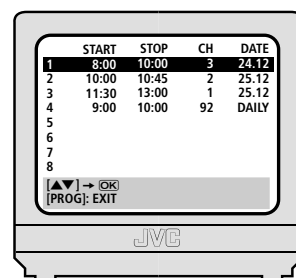 START STOP CH DATE
1 8:00 10:00 3 24.12
2 10:00 10:45 2 25.12
3 11:30 13:00 1 25.12
4 9:00 10:00 92 DAILY
5
6
7
8
[▲▼] → OK
[PROG]: EXIT
JVC